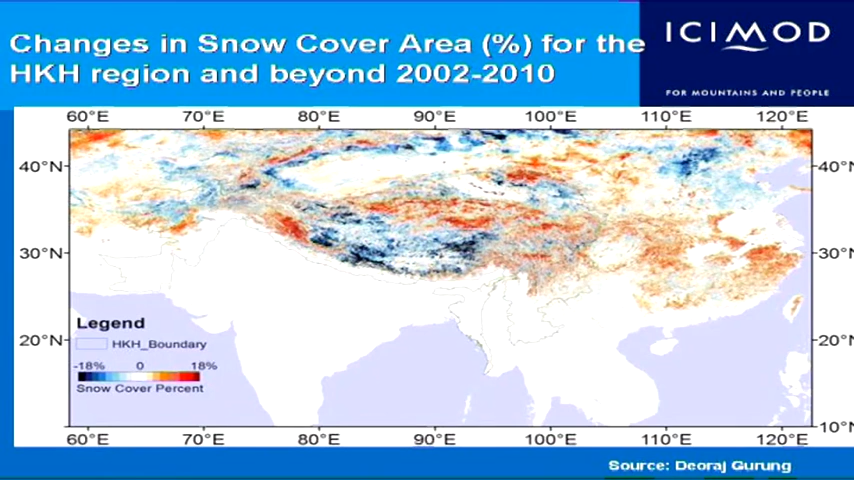 Changes in Snow Cover Area (%) for the
HKH region and beyond 2002-2010
ICIMOD
FOR MOUNTAINS AND PEOPLE
60°E 70°E 80°E 90°E 100°E 110°E 120°E
40°N 40°N
30°N 30°N
20°N 20°N
10°N
Legend
HKH_Boundary
-18% 0 18%
Snow Cover Percent
60°E 70°E 80°E 90°E 100°E 110°E 120°E
Source: Deoraj Gurung